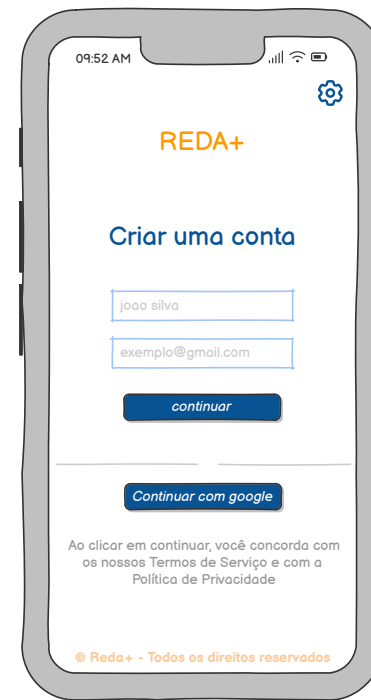 09:52 AM
REDA+
Criar uma conta
joao silva
exemplo@gmail.com
continuar
Continuar com google
Ao clicar em continuar, você concorda com
os nossos Termos de Serviço e com a
Política de Privacidade
© Reda+ - Todos os direitos reservados